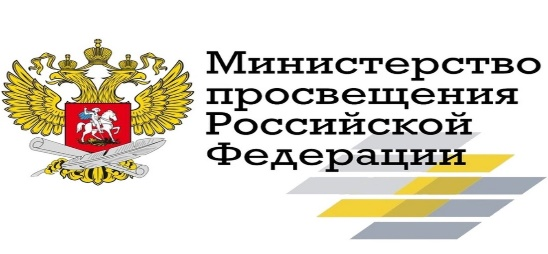 Министерство
просвещения
Российской
Федерации